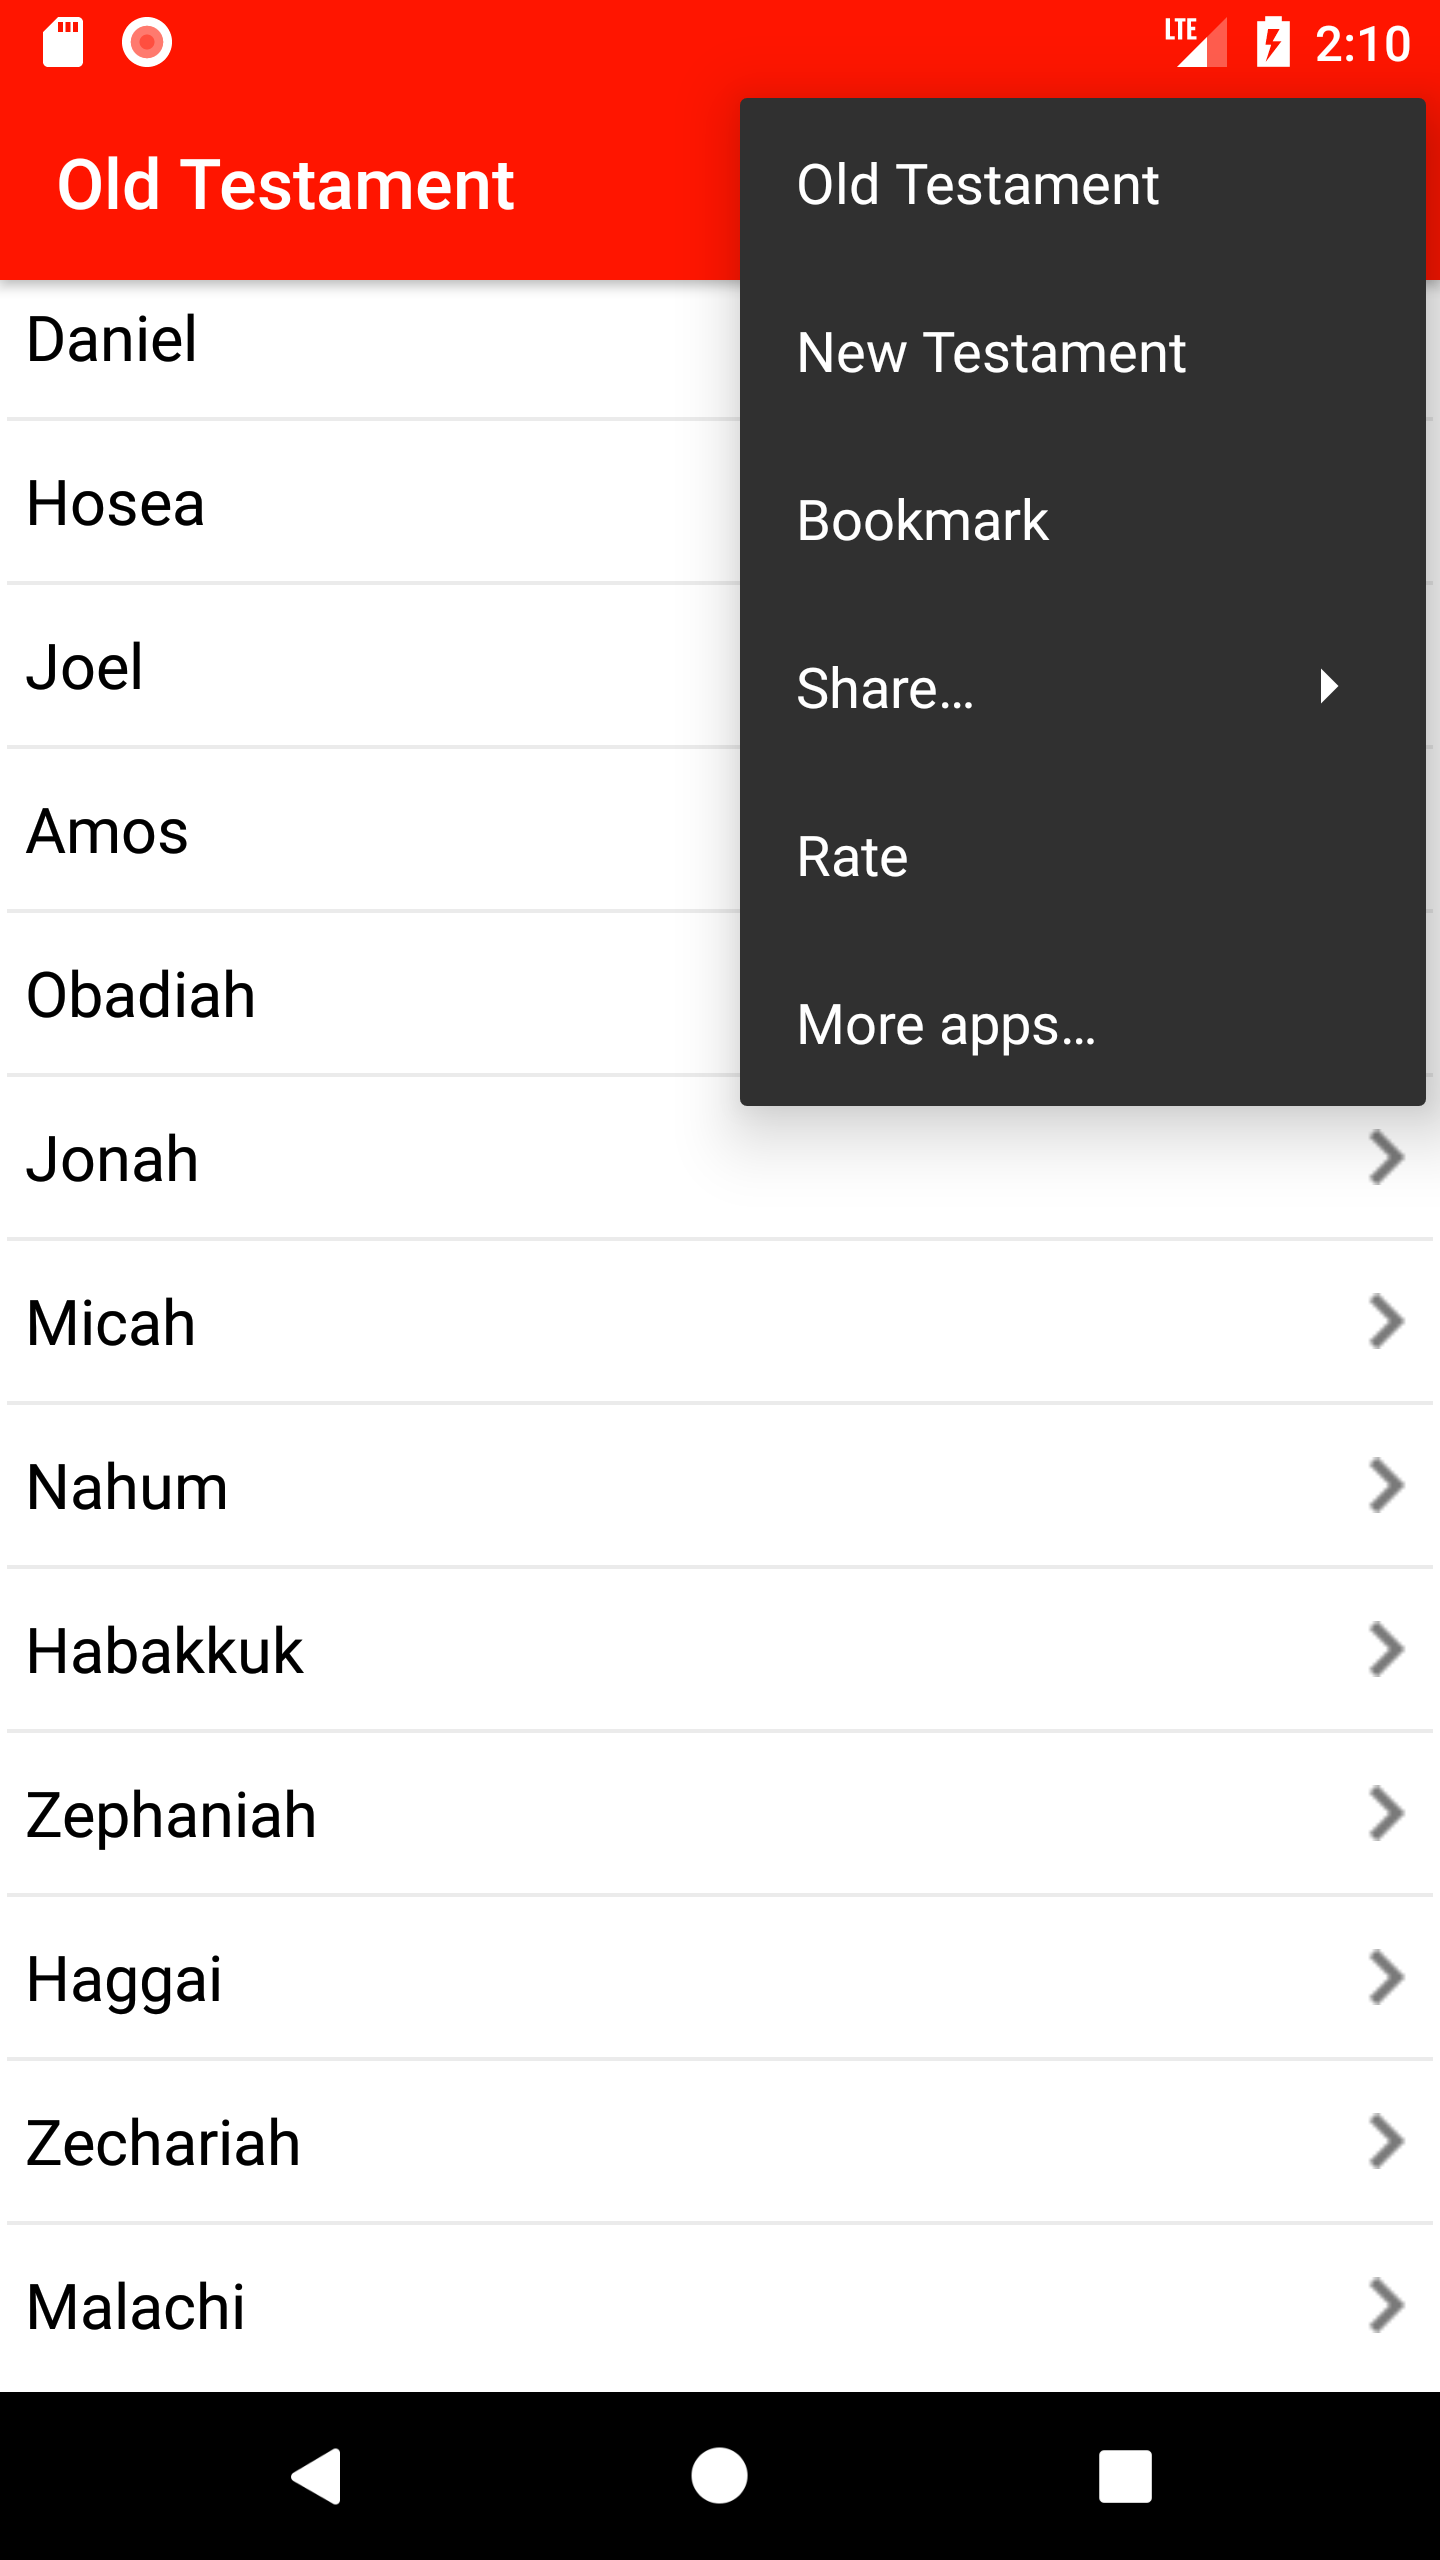 LTE 2:10
Old Testament
Old Testament
New Testament
Bookmark
Share...
Rate
More apps...
Daniel
Hosea
Joel
Amos
Obadiah
Jonah
Micah
Nahum
Habakkuk
Zephaniah
Haggai
Zechariah
Malachi